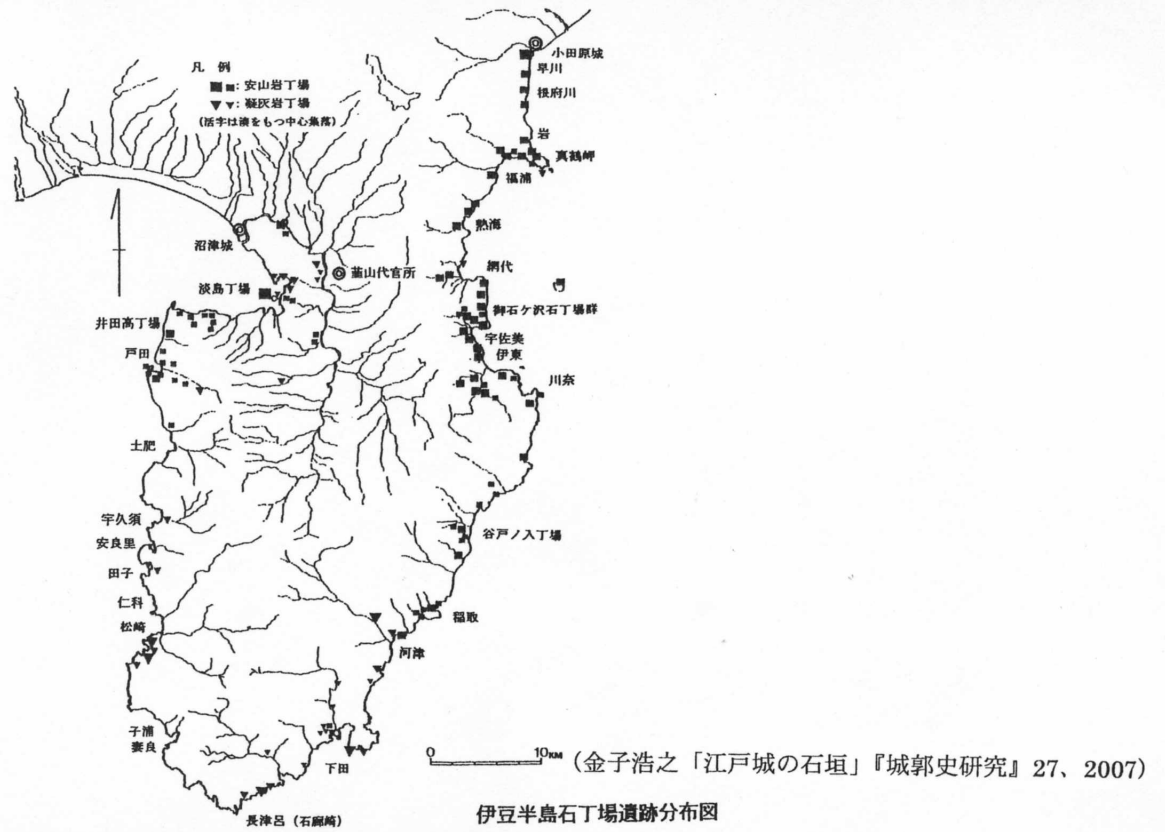 小田原城
早川
根府川
凡 例
■ ▪: 安山岩丁場
▼ ▾: 凝灰岩丁場
(活字は湊をもつ中心集落)
岩
真鶴岬
福浦
熱海
沼津城
網代
韮山代官所
淡島丁場
御石ケ沢石丁場群
井田高丁場
宇佐美
戸田
伊東
川奈
土肥
宇久須
谷戸ノ入丁場
安良里
田子
仁科
稲取
松崎
河津
子浦
妻良
下田
0 10KM
(金子浩之「江戸城の石垣」『城郭史研究』27、2007)
長津呂 (石廊崎)
伊豆半島石丁場遺跡分布図